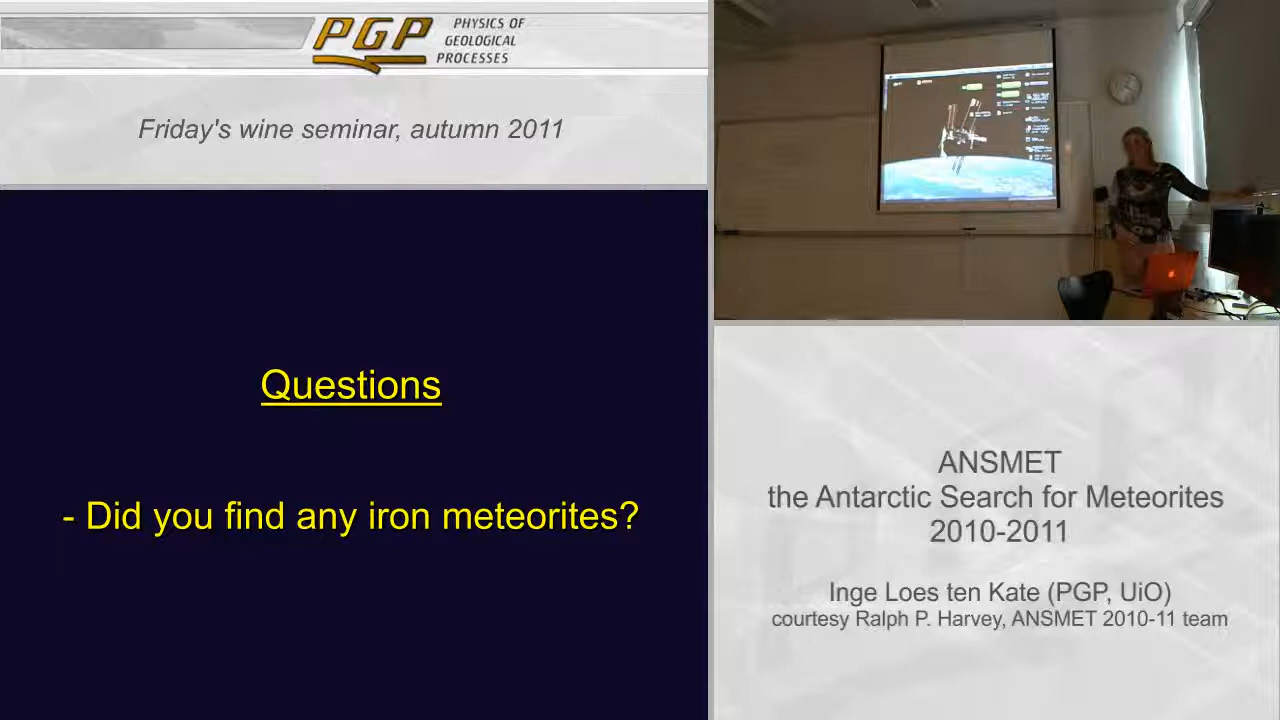 PGP
PHYSICS OF
GEOLOGICAL
PROCESSES
Friday's wine seminar, autumn 2011
Questions
- Did you find any iron meteorites?
ANSMET
the Antarctic Search for Meteorites
2010-2011
Inge Loes ten Kate (PGP, UiO)
courtesy Ralph P. Harvey, ANSMET 2010-11 team